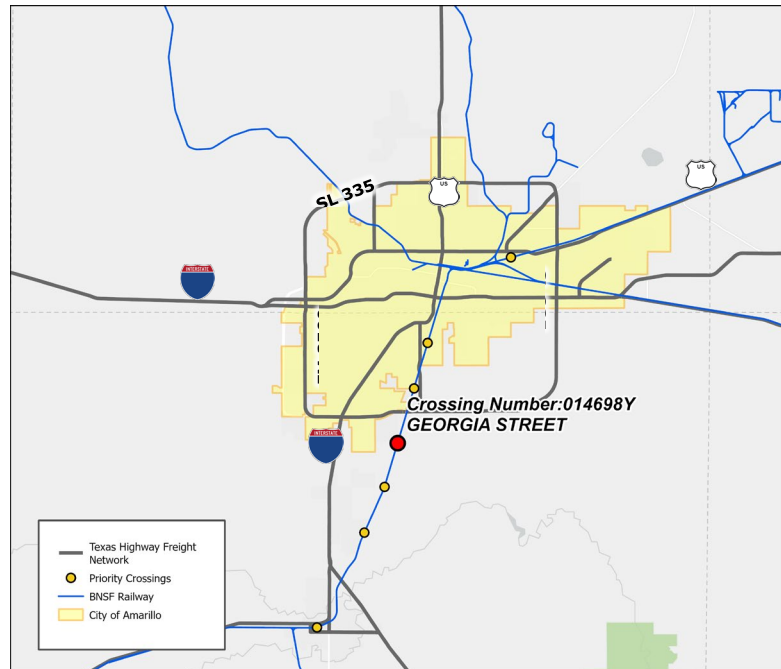 SL 335
US
US
INTERSTATE
Crossing Number:014698Y
GEORGIA STREET
INTERSTATE
Texas Highway Freight
Network
Priority Crossings
BNSF Railway
City of Amarillo